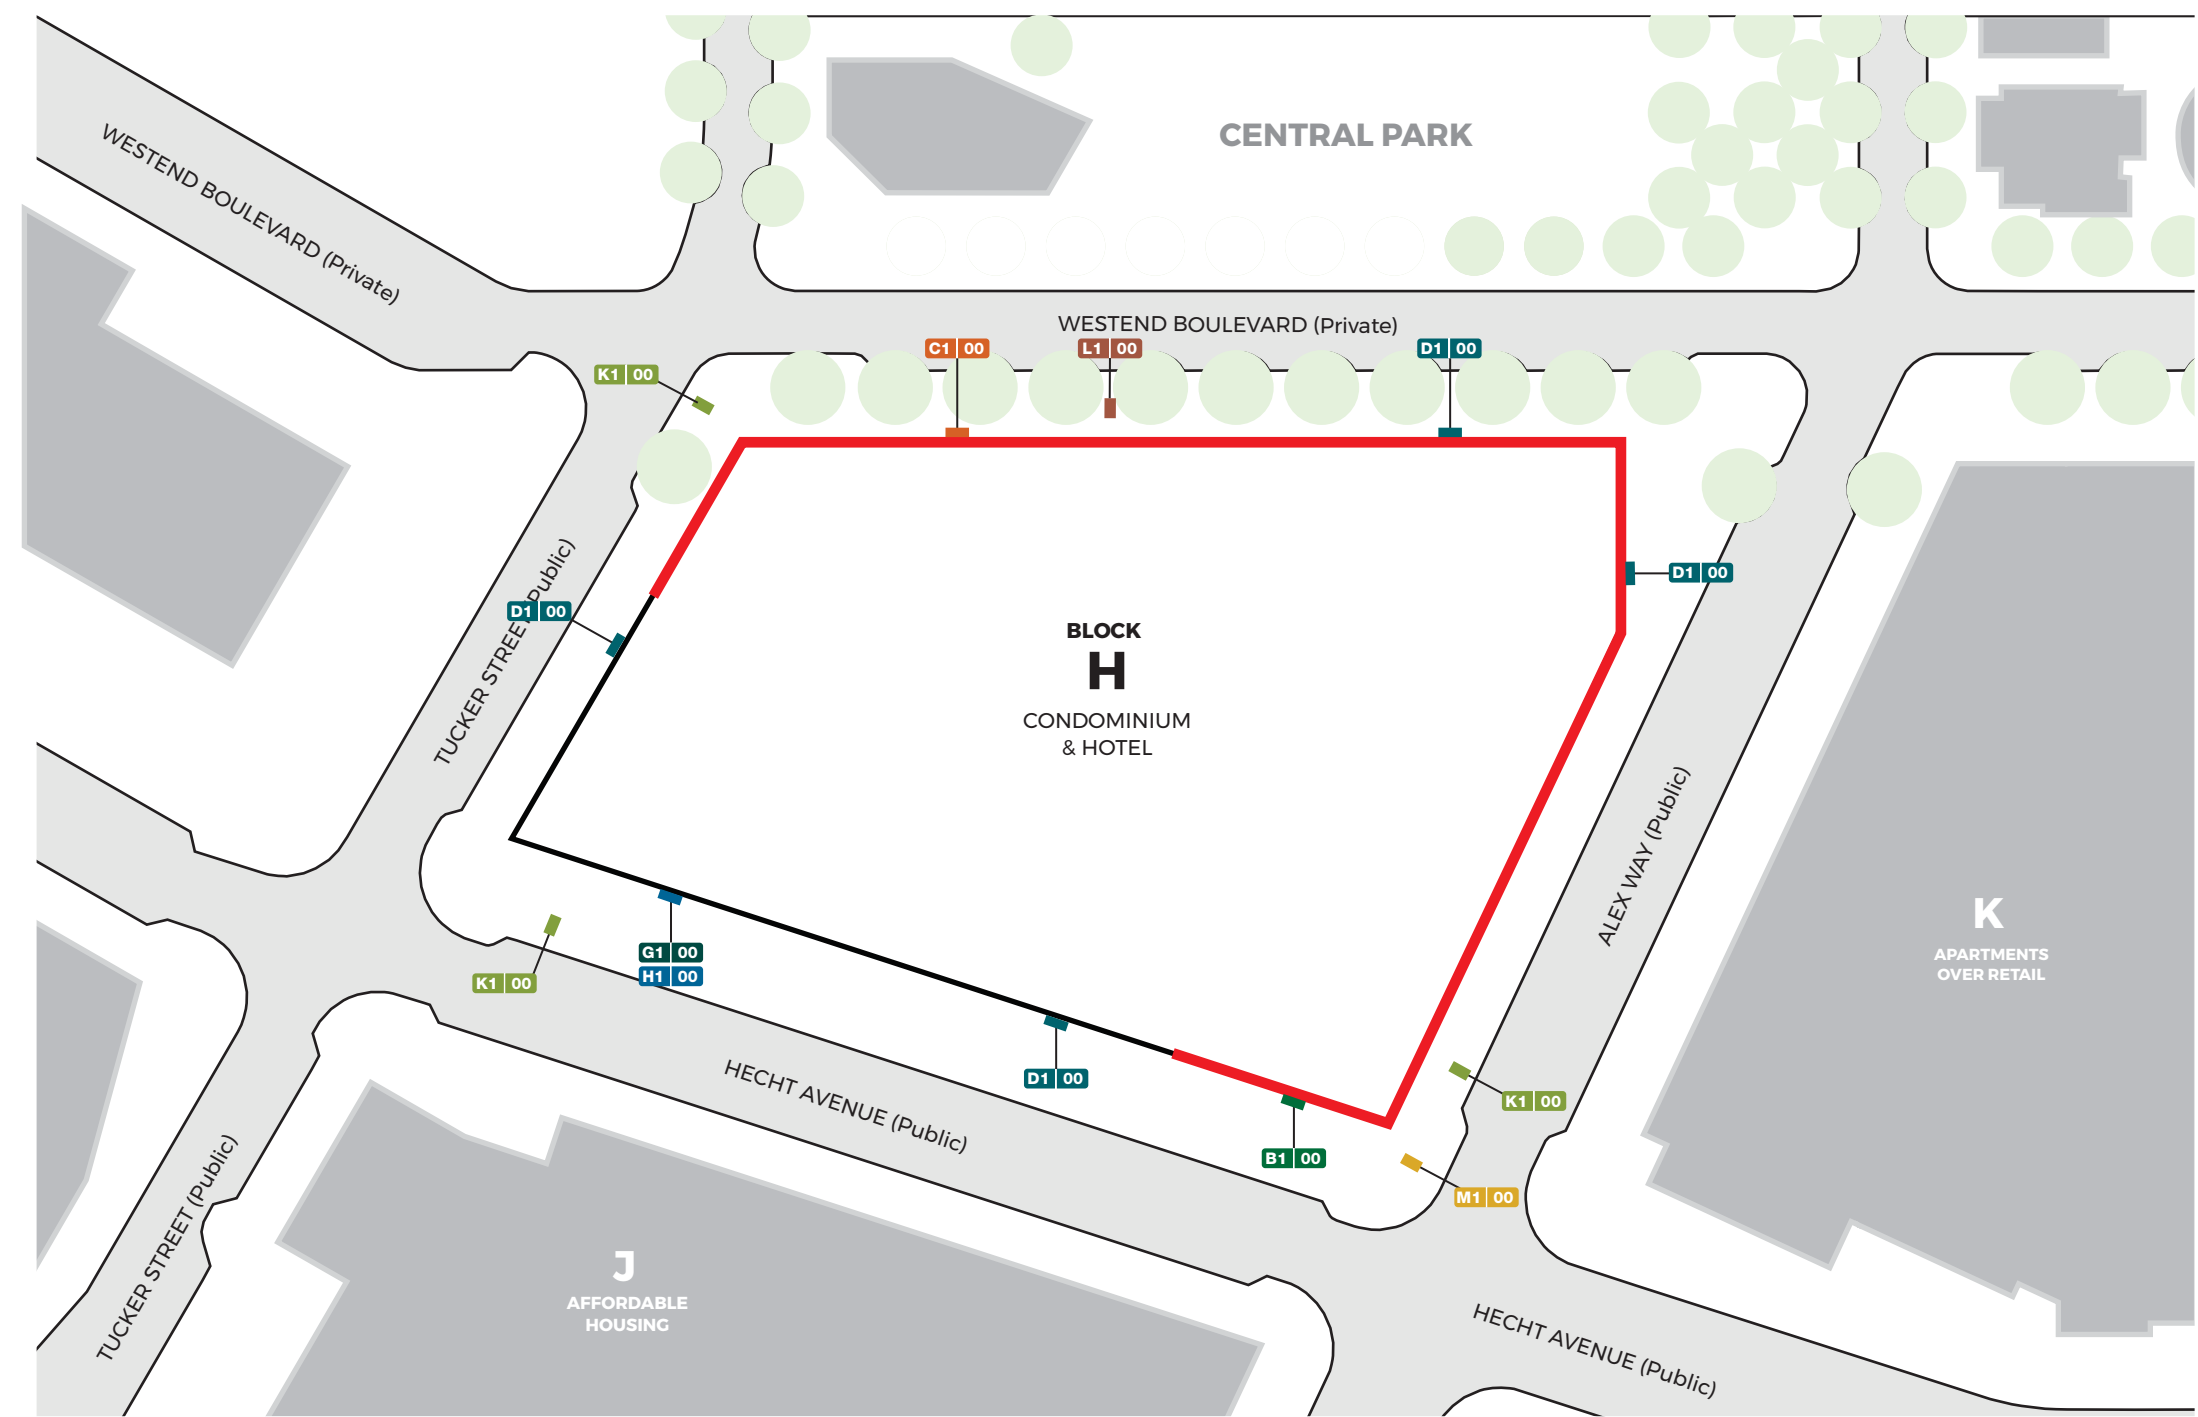 CENTRAL PARK
WESTEND BOULEVARD (Private)
WESTEND BOULEVARD (Private)
C1 00
L1 00
D1 00
K1 00
TUCKER STREET (Public)
D1 00
D1 00
BLOCK
H
CONDOMINIUM
& HOTEL
ALEX WAY (Public)
K
APARTMENTS
OVER RETAIL
G1 00
H1 00
K1 00
D1 00
HECHT AVENUE (Public)
K1 00
B1 00
M1 00
TUCKER STREET (Public)
J
AFFORDABLE
HOUSING
HECHT AVENUE (Public)